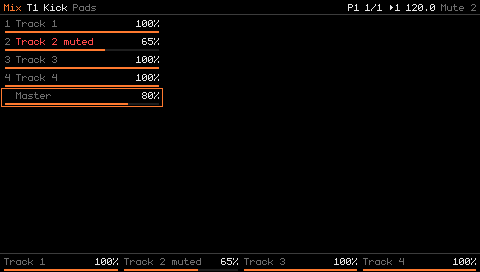 Mix T1 Kick Pads P1 1/1 ▸1 120.0 Mute 2
1 Track 1 100%
2 Track 2 muted 65%
3 Track 3 100%
4 Track 4 100%
Master 80%
Track 1 100% Track 2 muted 65% Track 3 100% Track 4 100%